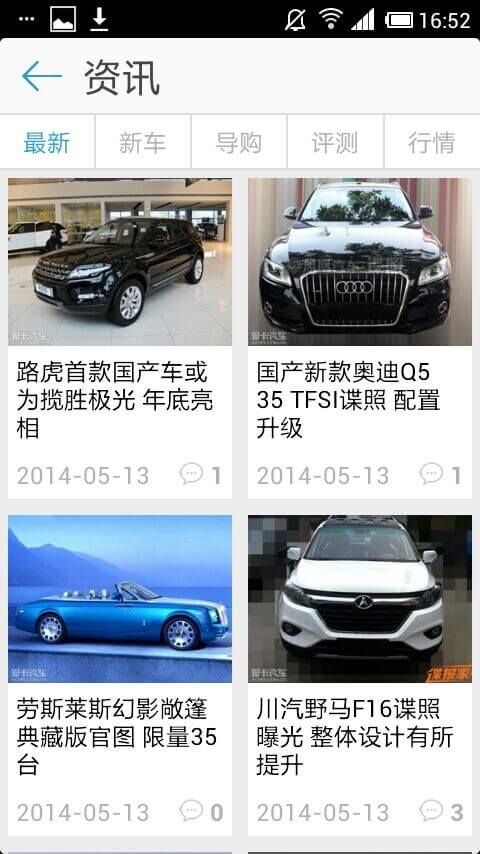 16:52
资讯
最新
新车
导购
评测
行情
爱卡汽车
路虎首款国产车或
为揽胜极光 年底亮
相
2014-05-13
1
国产新款奥迪Q5
35 TFSI谍照 配置
升级
2014-05-13
1
爱卡汽车
劳斯莱斯幻影敞篷
典藏版官图 限量35
台
2014-05-13
0
爱卡汽车
谍报家
川汽野马F16谍照
曝光 整体设计有所
提升
2014-05-13
3